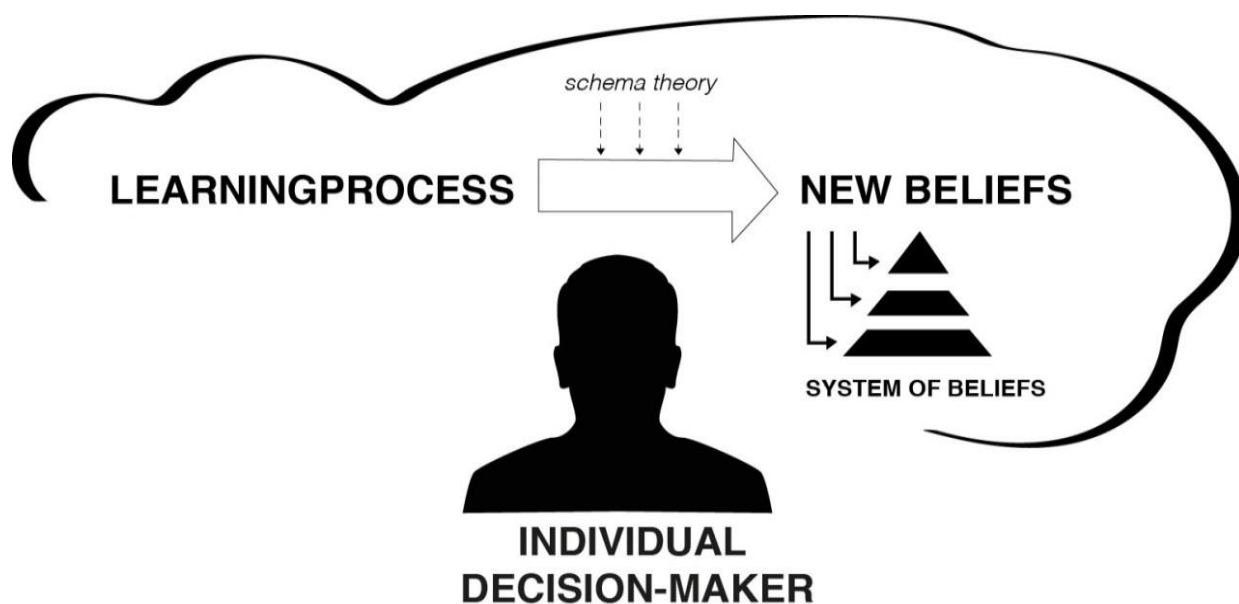 schema theory
LEARNINGPROCESS
NEW BELIEFS
SYSTEM OF BELIEFS
INDIVIDUAL
DECISION-MAKER